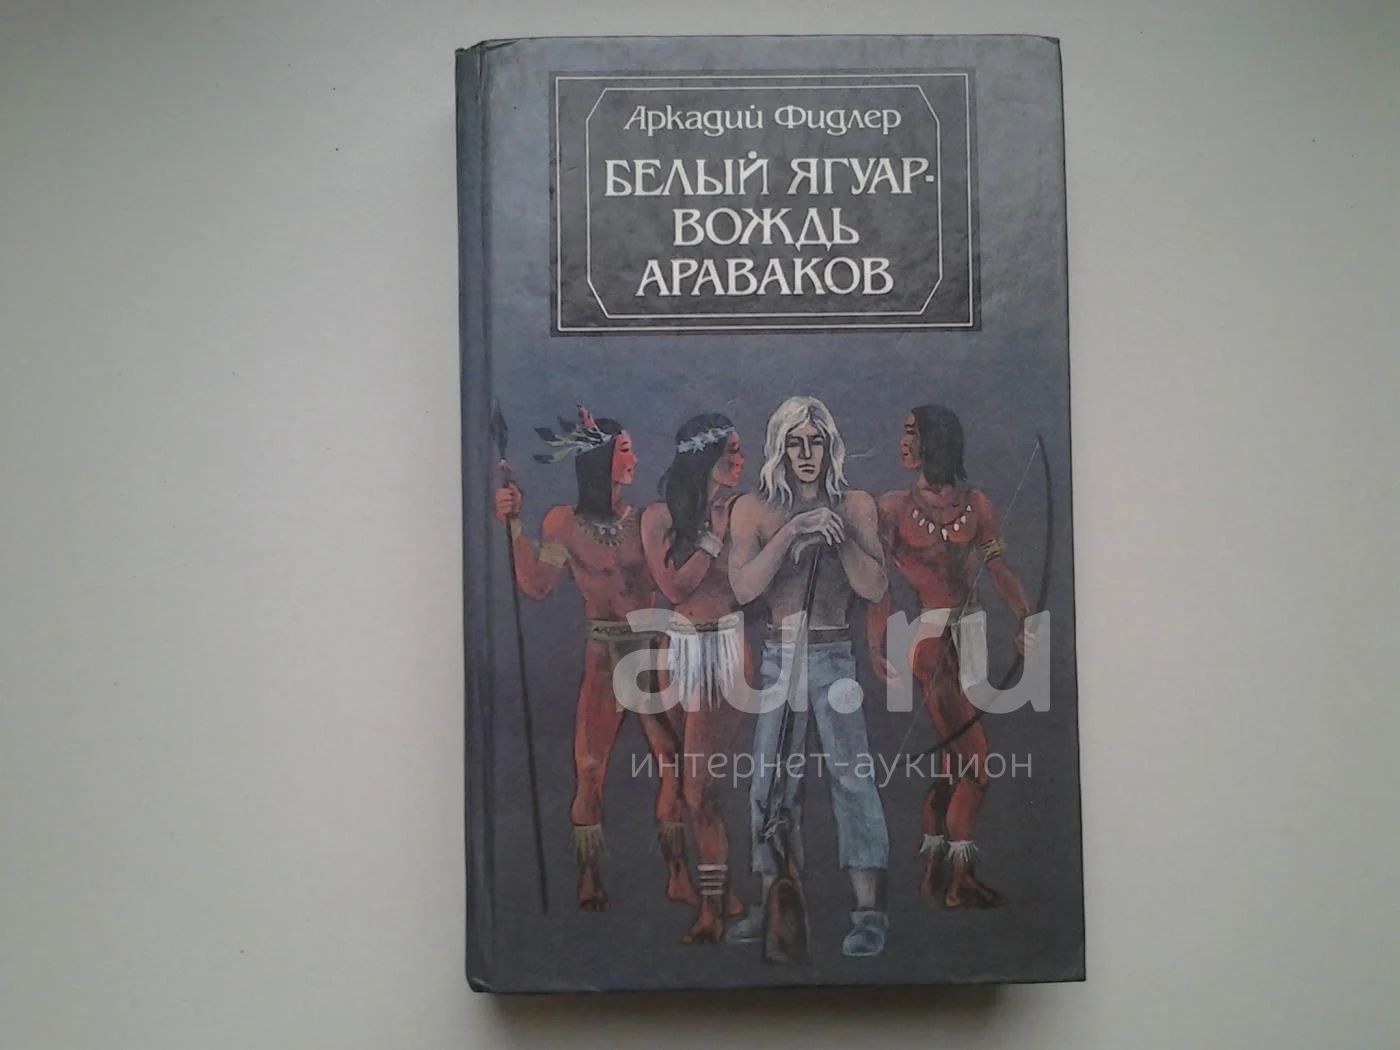 Аркадий Фидлер
БЕЛЫЙ ЯГУАР-
ВОЖДЬ
АРАВАКОВ
au.ru
интернет-аукцион